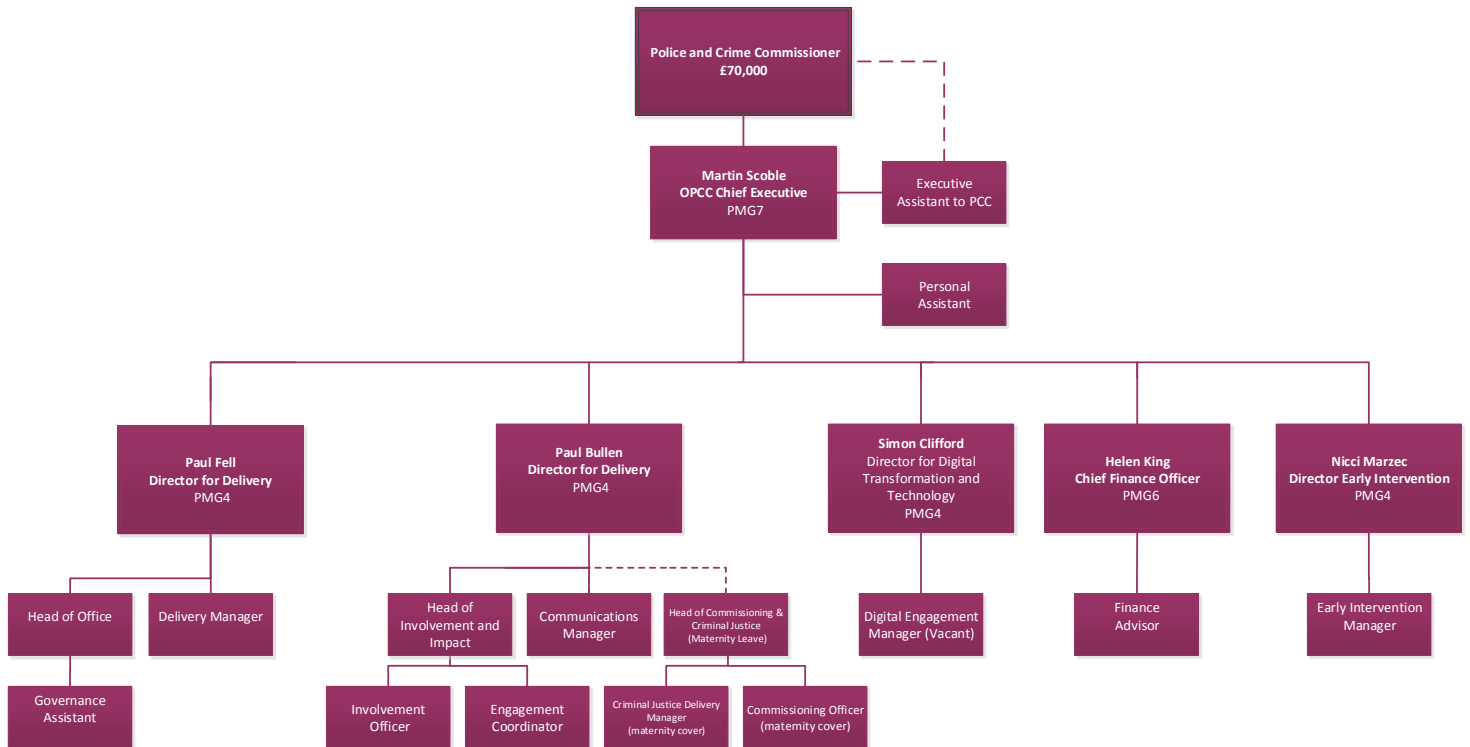 Police and Crime Commissioner
£70,000
Martin Scoble
OPCC Chief Executive
PMG7
Executive
Assistant to PCC
Personal
Assistant
Paul Fell
Director for Delivery
PMG4
Paul Bullen
Director for Delivery
PMG4
Simon Clifford
Director for Digital
Transformation and
Technology
PMG4
Helen King
Chief Finance Officer
PMG6
Nicci Marzec
Director Early Intervention
PMG4
Head of Office
Delivery Manager
Head of
Involvement and
Impact
Communications
Manager
Head of Commissioning &
Criminal Justice
(Maternity Leave)
Digital Engagement
Manager (Vacant)
Finance
Advisor
Early Intervention
Manager
Governance
Assistant
Involvement
Officer
Engagement
Coordinator
Criminal Justice Delivery
Manager
(maternity cover)
Commissioning Officer
(maternity cover)